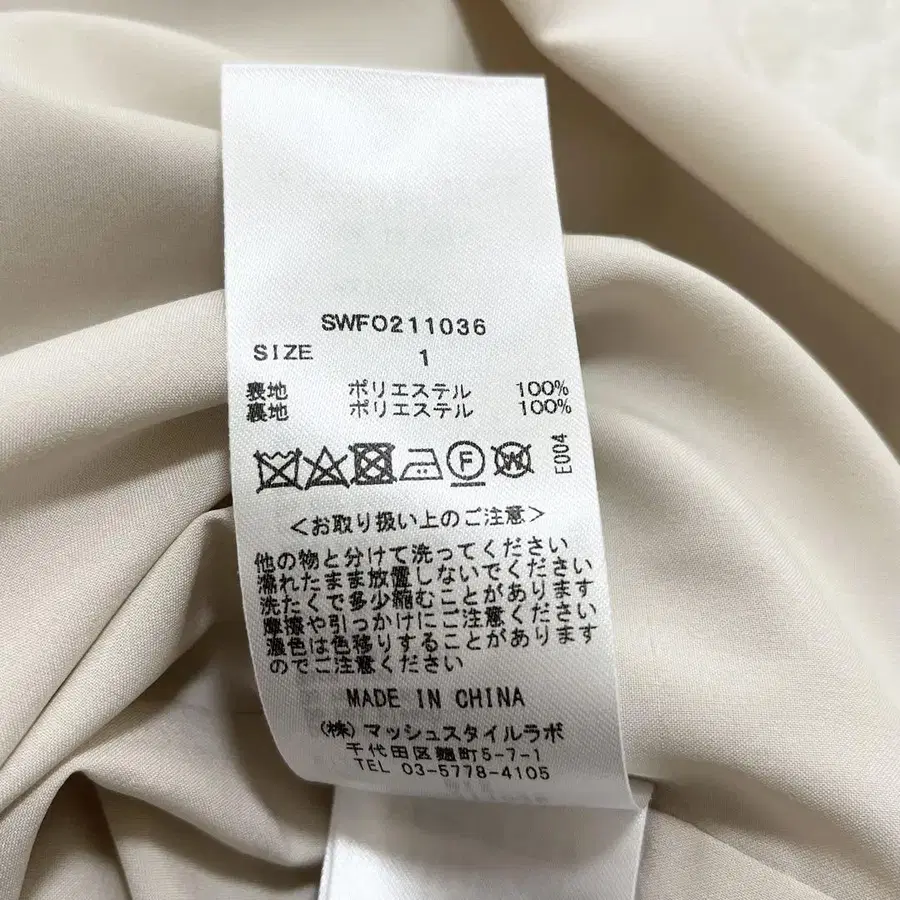 SWFO211036
SIZE 1
表地 ポリエステル 100%
裏地 ポリエステル 100%
F W E004
<お取り扱い上のご注意>
他の物と分けて洗ってください
濡れたまま放置しないでください
洗たくで多少縮むことがあります
摩擦や引っかけにご注意ください
濃色は色移りすることがあります
のでご注意ください
MADE IN CHINA
(株)マッシュスタイルラボ
千代田区麹町5-7-1
TEL 03-5778-4105